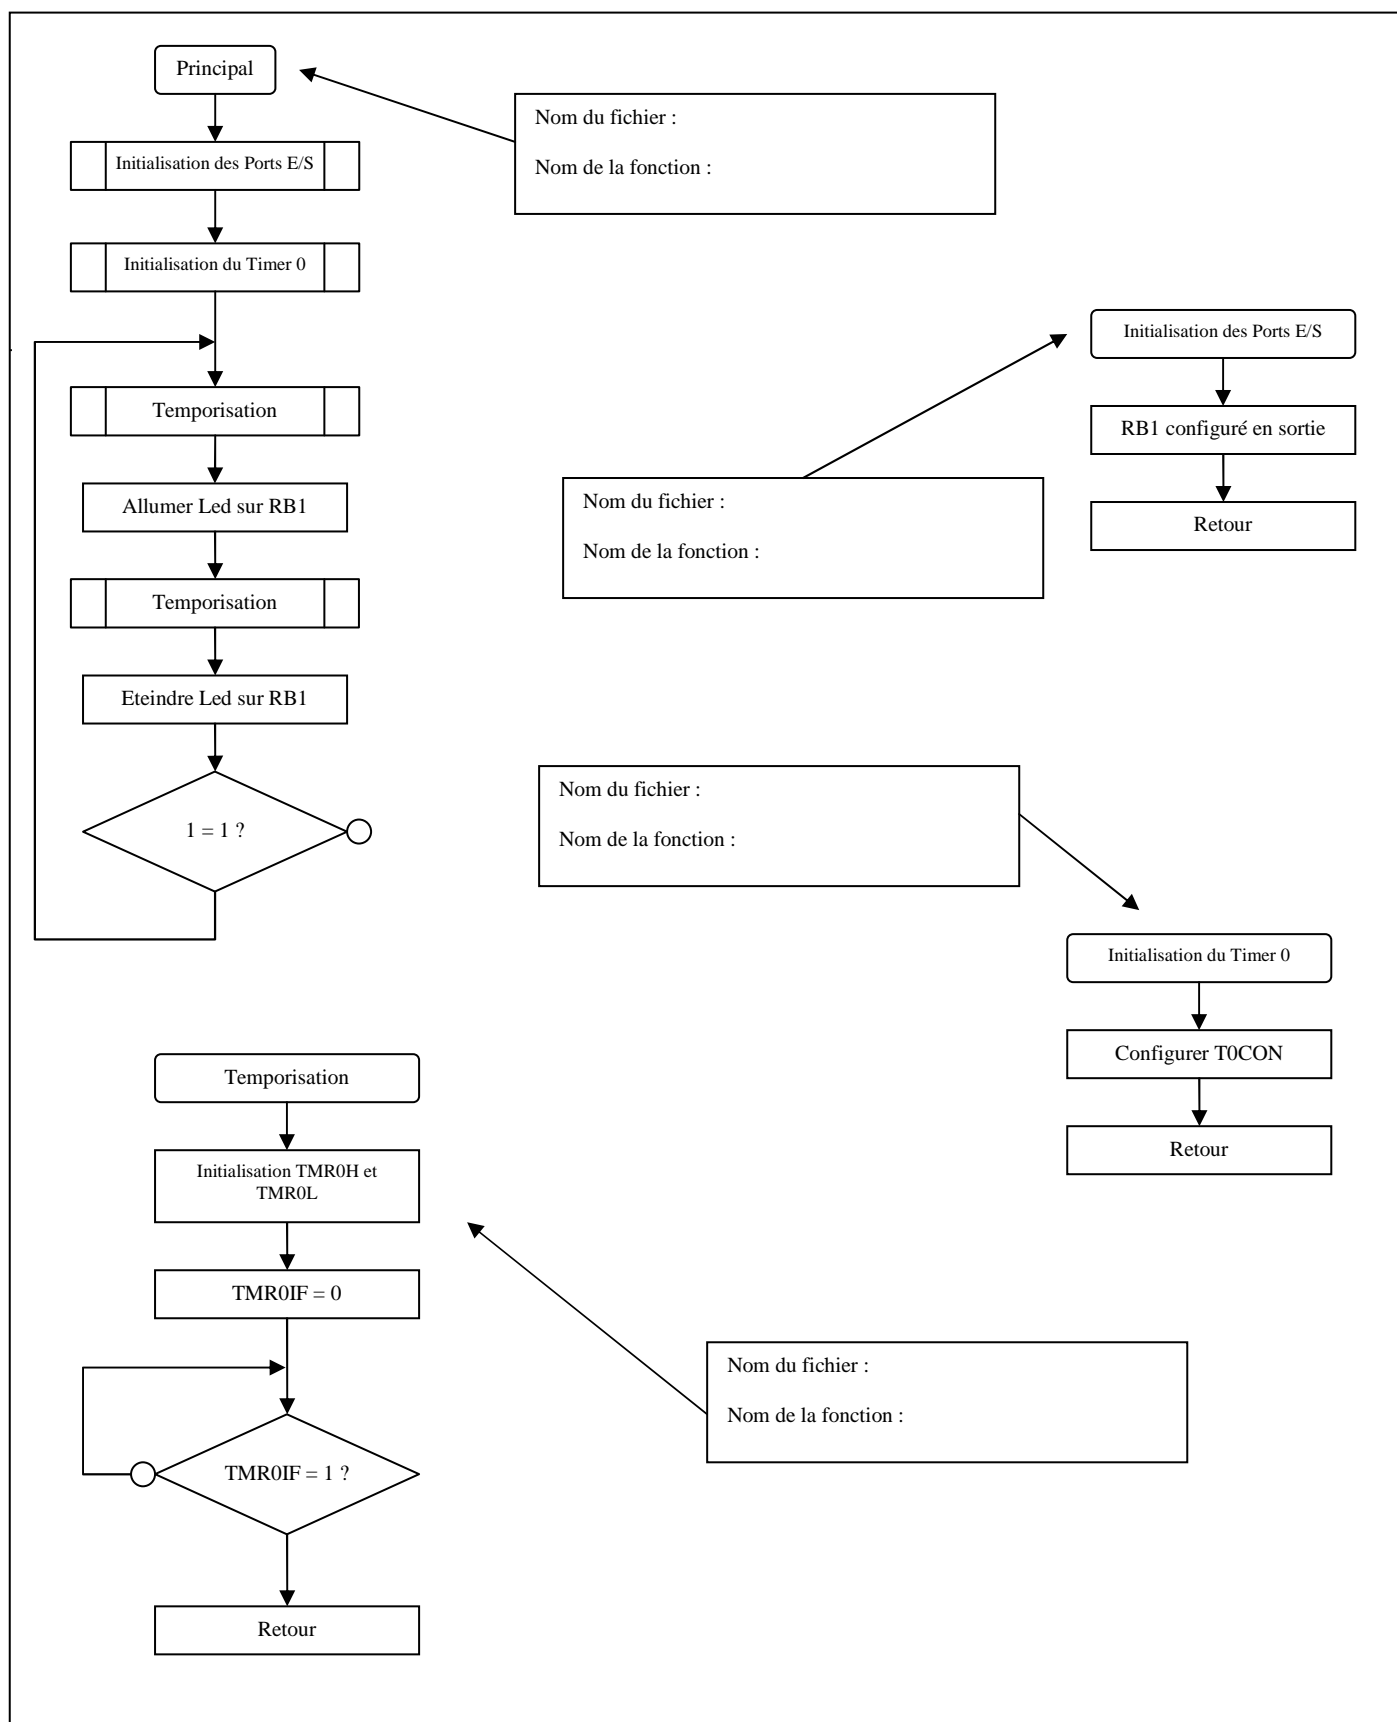 Principal
Nom du fichier :
Nom de la fonction :
Initialisation des Ports E/S
Initialisation du Timer 0
Temporisation
Allumer Led sur RB1
Temporisation
Eteindre Led sur RB1
1 = 1 ?
Initialisation des Ports E/S
RB1 configuré en sortie
Retour
Nom du fichier :
Nom de la fonction :
Nom du fichier :
Nom de la fonction :
Initialisation du Timer 0
Configurer T0CON
Retour
Temporisation
Initialisation TMR0H et
TMR0L
TMR0IF = 0
TMR0IF = 1 ?
Retour
Nom du fichier :
Nom de la fonction :